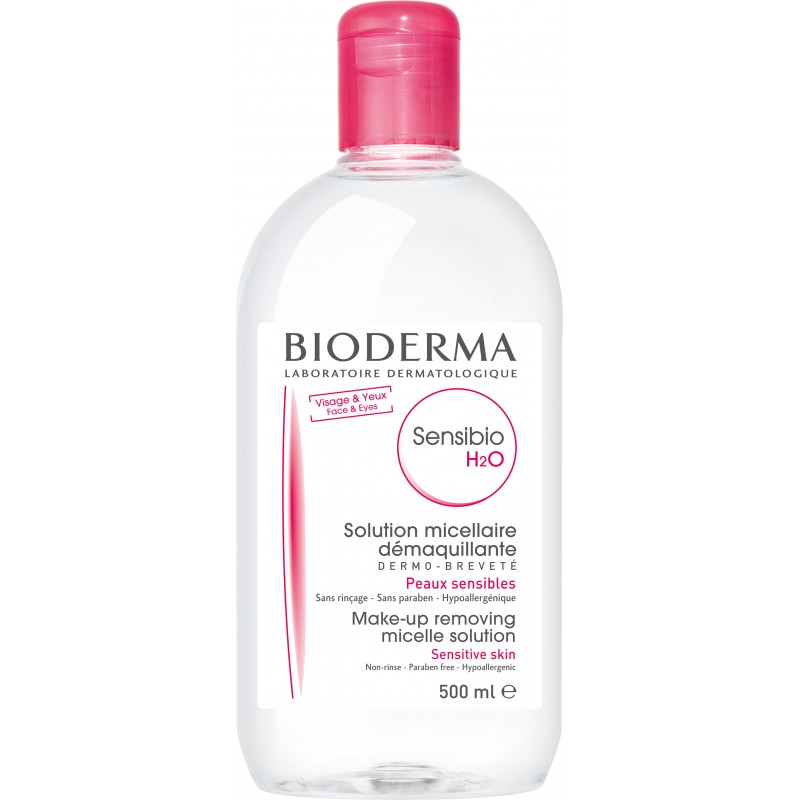 BIODERMA
LABORATOIRE DERMATOLOGIQUE
Visage & Yeux
Face & Eyes
Sensibio
H2O
Solution micellaire
démaquillante
DERMO-BREVETÉ
Peaux sensibles
Sans rinçage - Sans paraben - Hypoallergénique
Make-up removing
micelle solution
Sensitive skin
Non-rinse - Paraben free - Hypoallergenic
500 ml ℮